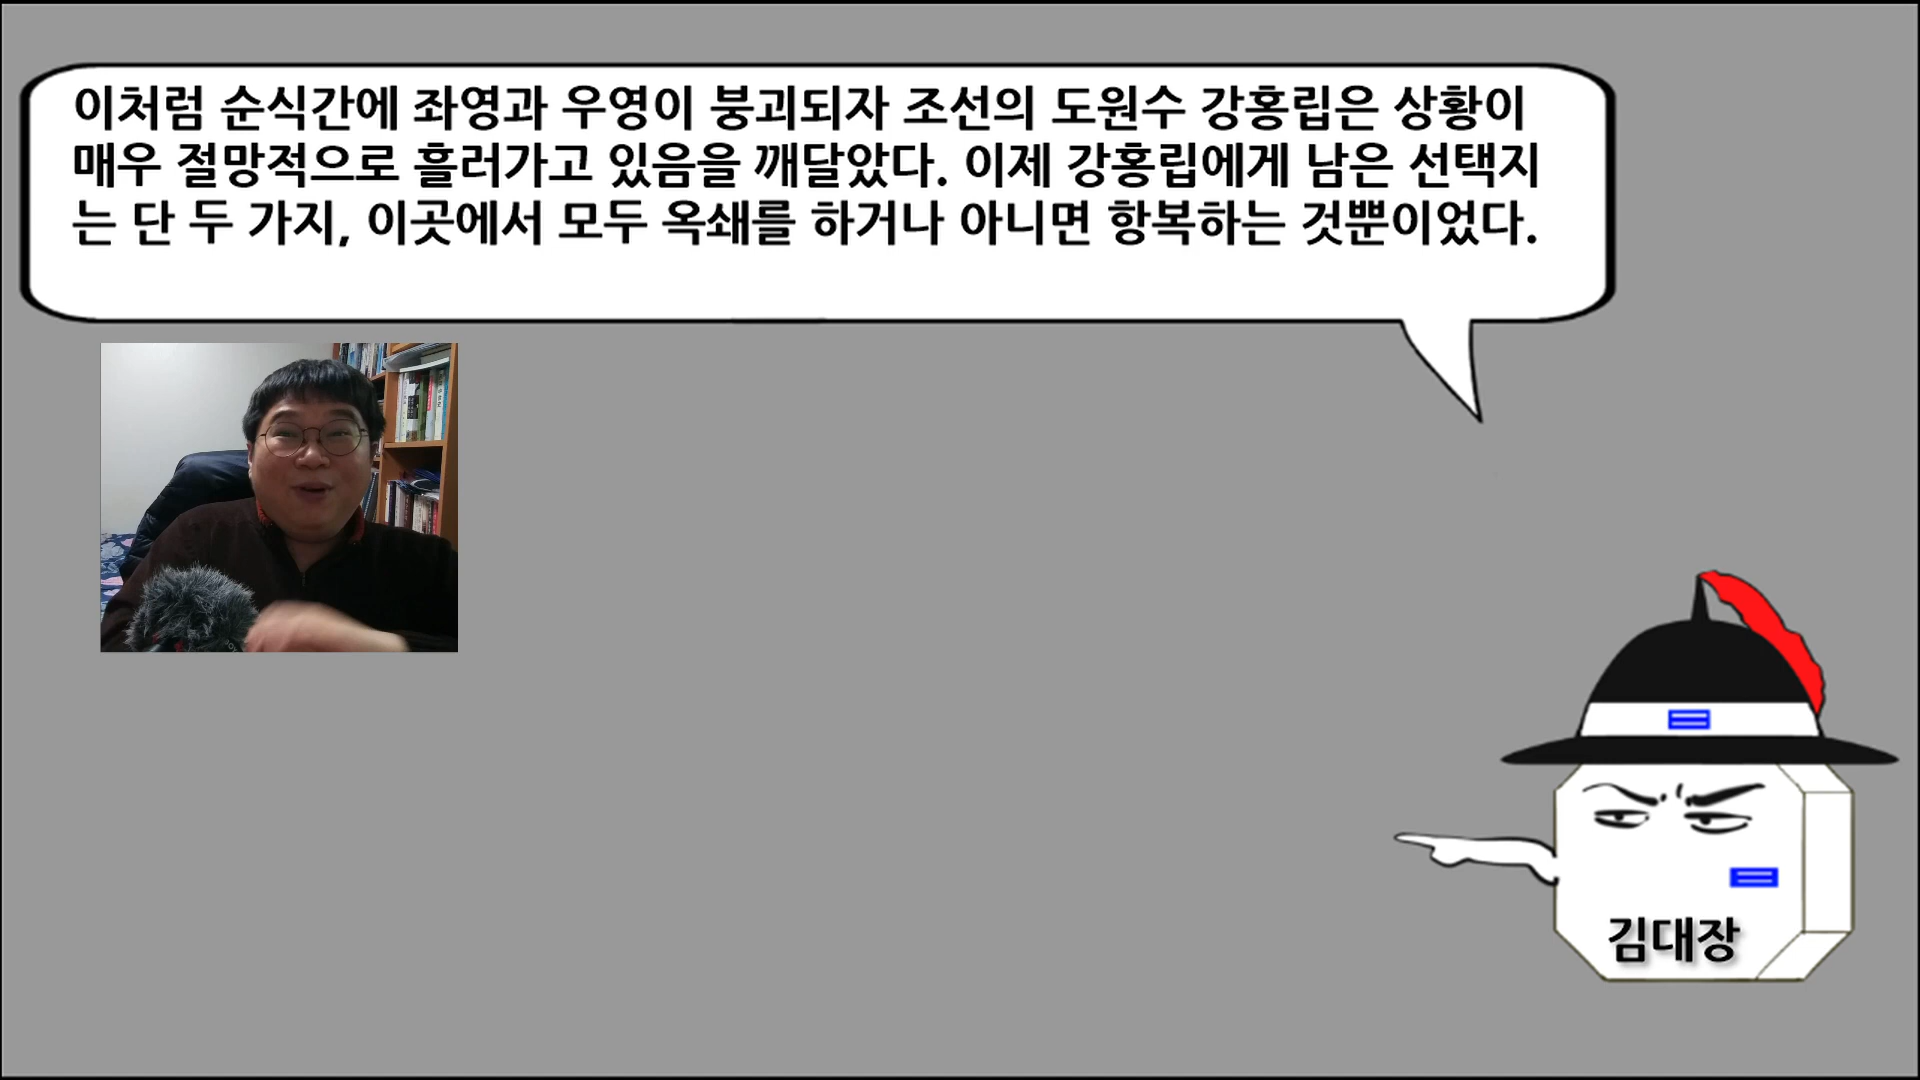 이처럼 순식간에 좌영과 우영이 붕괴되자 조선의 도원수 강홍립은 상황이
매우 절망적으로 흘러가고 있음을 깨달았다. 이제 강홍립에게 남은 선택지
는 단 두 가지, 이곳에서 모두 옥쇄를 하거나 아니면 항복하는 것뿐이었다.
김대장